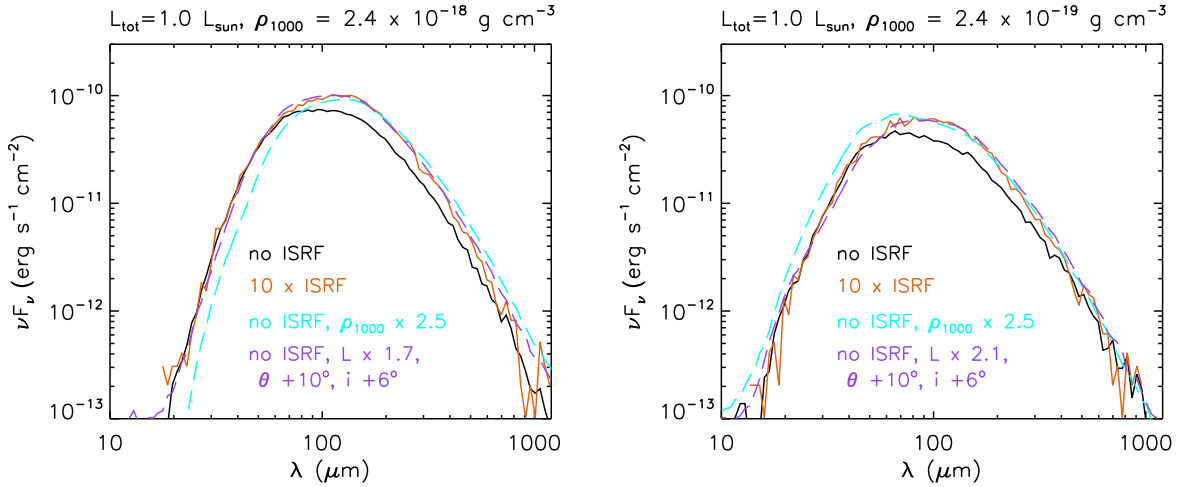 L_tot=1.0 L_sun, ρ_1000 = 2.4 x 10^−18 g cm^−3
νF_ν (erg s^−1 cm^−2)
10^−10
10^−11
10^−12
10^−13
no ISRF
10 x ISRF
no ISRF, ρ_1000 x 2.5
no ISRF, L x 1.7,
θ +10°, i +6°
10
100
1000
λ (μm)
L_tot=1.0 L_sun, ρ_1000 = 2.4 x 10^−19 g cm^−3
νF_ν (erg s^−1 cm^−2)
10^−10
10^−11
10^−12
10^−13
no ISRF
10 x ISRF
no ISRF, ρ_1000 x 2.5
no ISRF, L x 2.1,
θ +10°, i +6°
10
100
1000
λ (μm)